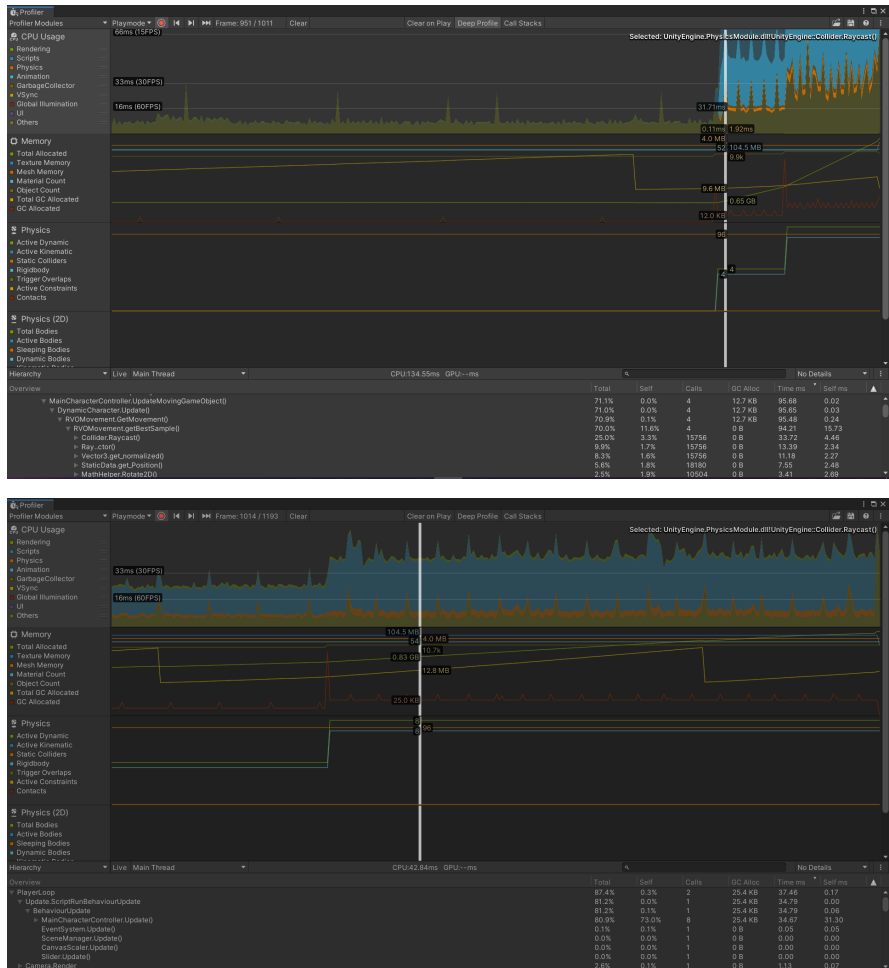 Profiler
Profiler Modules Playmode Frame: 951 / 1011 Clear Clear on Play Deep Profile Call Stacks
CPU Usage
Rendering
Scripts
Physics
Animation
GarbageCollector
VSync
Global Illumination
UI
Others
66ms (15FPS)
33ms (30FPS)
16ms (60FPS)
Selected: UnityEngine.PhysicsModule.dll!UnityEngine::Collider.Raycast()
31.71ms
0.11ms 1.92ms
Memory
Total Allocated
Texture Memory
Mesh Memory
Material Count
Object Count
Total GC Allocated
GC Allocated
4.0 MB
52 104.5 MB
9.9k
9.6 MB
0.65 GB
12.0 KB
Physics
Active Dynamic
Active Kinematic
Static Colliders
Rigidbody
Trigger Overlaps
Active Constraints
Contacts
96
4
4
Physics (2D)
Total Bodies
Active Bodies
Sleeping Bodies
Dynamic Bodies
Hierarchy Live Main Thread CPU:134.55ms GPU:--ms No Details
Overview Total Self Calls GC Alloc Time ms Self ms
MainCharacterController.UpdateMovingGameObject() 71.1% 0.0% 4 12.7 KB 95.68 0.02
DynamicCharacter.Update() 71.0% 0.0% 4 12.7 KB 95.65 0.03
RVOMovement.GetMovement() 70.9% 0.1% 4 12.7 KB 95.48 0.24
RVOMovement.getBestSample() 70.0% 11.6% 4 0 B 94.21 15.73
Collider.Raycast() 25.0% 3.3% 15756 0 B 33.72 4.46
Ray..ctor() 9.9% 1.7% 15756 0 B 13.39 2.34
Vector3.get_normalized() 8.3% 1.6% 15756 0 B 11.18 2.27
StaticData.get_Position() 5.6% 1.8% 18180 0 B 7.55 2.48
MathHelper.Rotate2D() 2.5% 1.9% 10504 0 B 3.41 2.69
Profiler
Profiler Modules Playmode Frame: 1014 / 1193 Clear Clear on Play Deep Profile Call Stacks
CPU Usage
Rendering
Scripts
Physics
Animation
GarbageCollector
VSync
Global Illumination
UI
Others
33ms (30FPS)
16ms (60FPS)
Selected: UnityEngine.PhysicsModule.dll!UnityEngine::Collider.Raycast()
Memory
Total Allocated
Texture Memory
Mesh Memory
Material Count
Object Count
Total GC Allocated
GC Allocated
104.5 MB
54 4.0 MB
10.7k
0.83 GB
12.8 MB
25.0 KB
Physics
Active Dynamic
Active Kinematic
Static Colliders
Rigidbody
Trigger Overlaps
Active Constraints
Contacts
8
8 96
Physics (2D)
Total Bodies
Active Bodies
Sleeping Bodies
Dynamic Bodies
Hierarchy Live Main Thread CPU:42.84ms GPU:--ms No Details
Overview Total Self Calls GC Alloc Time ms Self ms
PlayerLoop 87.4% 0.3% 2 25.4 KB 37.46 0.17
Update.ScriptRunBehaviourUpdate 81.2% 0.0% 1 25.4 KB 34.79 0.00
BehaviourUpdate 81.2% 0.1% 1 25.4 KB 34.79 0.06
MainCharacterController.Update() 80.9% 73.0% 8 25.4 KB 34.67 31.30
EventSystem.Update() 0.1% 0.1% 1 0 B 0.05 0.05
SceneManager.Update() 0.0% 0.0% 1 0 B 0.00 0.00
CanvasScaler.Update() 0.0% 0.0% 1 0 B 0.00 0.00
Slider.Update() 0.0% 0.0% 1 0 B 0.00 0.00
Camera.Render 2.6% 0.1% 1 0 B 1.13 0.07